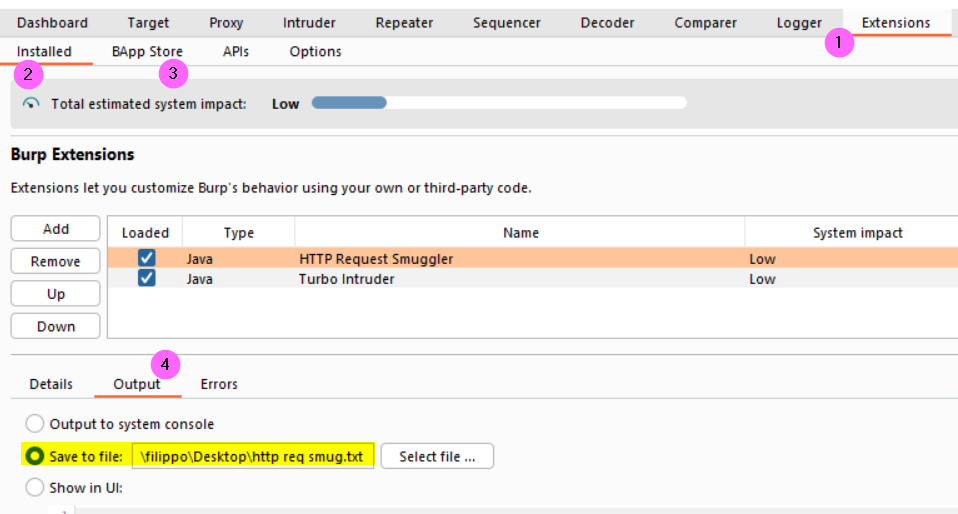 Dashboard Target Proxy Intruder Repeater Sequencer Decoder Comparer Logger Extensions
1
Installed BApp Store APIs Options
2 3
Total estimated system impact: Low
Burp Extensions
Extensions let you customize Burp's behavior using your own or third-party code.
Add Loaded Type Name System impact
Remove Java HTTP Request Smuggler Low
Java Turbo Intruder Low
Up
Down
4
Details Output Errors
Output to system console
Save to file: \filippo\Desktop\http req smug.txt Select file ...
Show in UI: